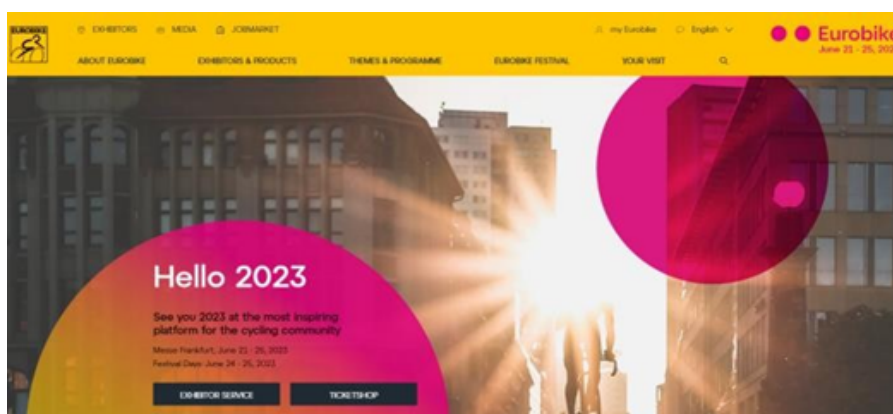 EUROBIKE
EXHIBITORS MEDIA JOBMARKET
my Eurobike English
Eurobike
June 21 - 25, 202
ABOUT EUROBIKE EXHIBITORS & PRODUCTS THEMES & PROGRAMME EUROBIKE FESTIVAL YOUR VISIT
Hello 2023
See you 2023 at the most inspiring
platform for the cycling community
Messe Frankfurt, June 21 - 25, 2023
Festival Days: June 24 - 25, 2023
EXHIBITOR SERVICE TICKETSHOP